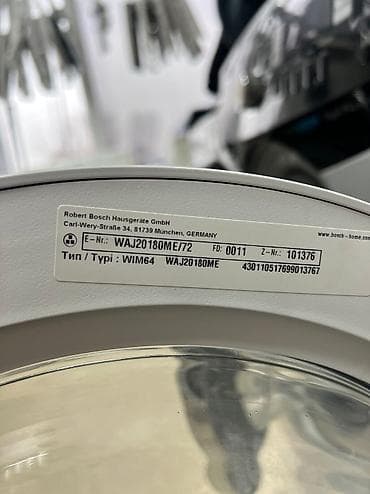 Robert Bosch Hausgeräte GmbH
Carl-Wery-Straße 34, 81739 München, GERMANY
www.bosch-home.com
E-Nr.: WAJ20180ME/72 FD: 0011 Z-Nr.: 101376
Тип / Typi : WIM64 WAJ20180ME 430110517699013767